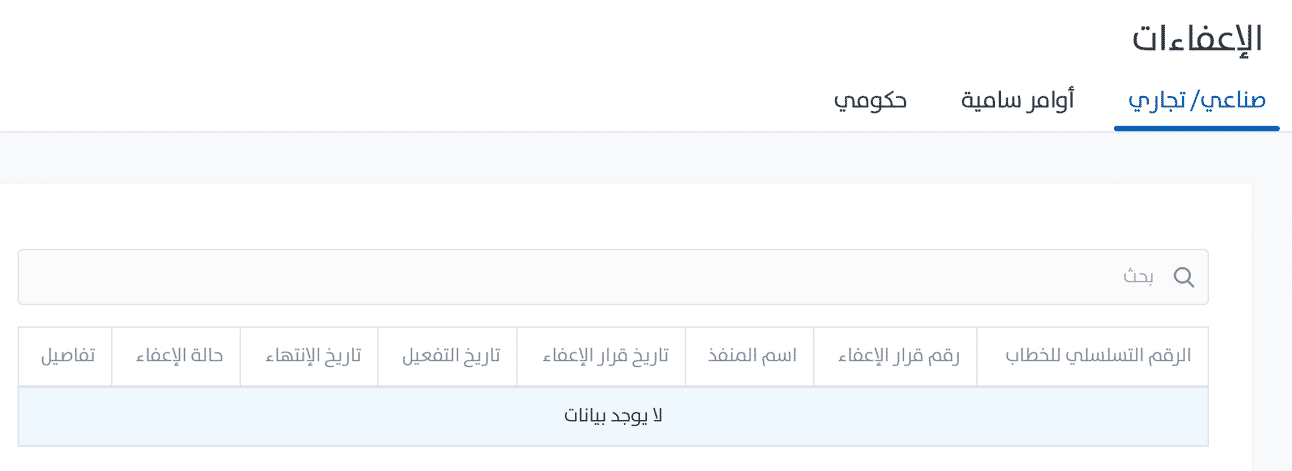 الإعفاءات
صناعي/ تجاري أوامر سامية حكومي
بحث
الرقم التسلسلي للخطاب رقم قرار الإعفاء اسم المنفذ تاريخ قرار الإعفاء تاريخ التفعيل تاريخ الإنتهاء حالة الإعفاء تفاصيل
لا يوجد بيانات